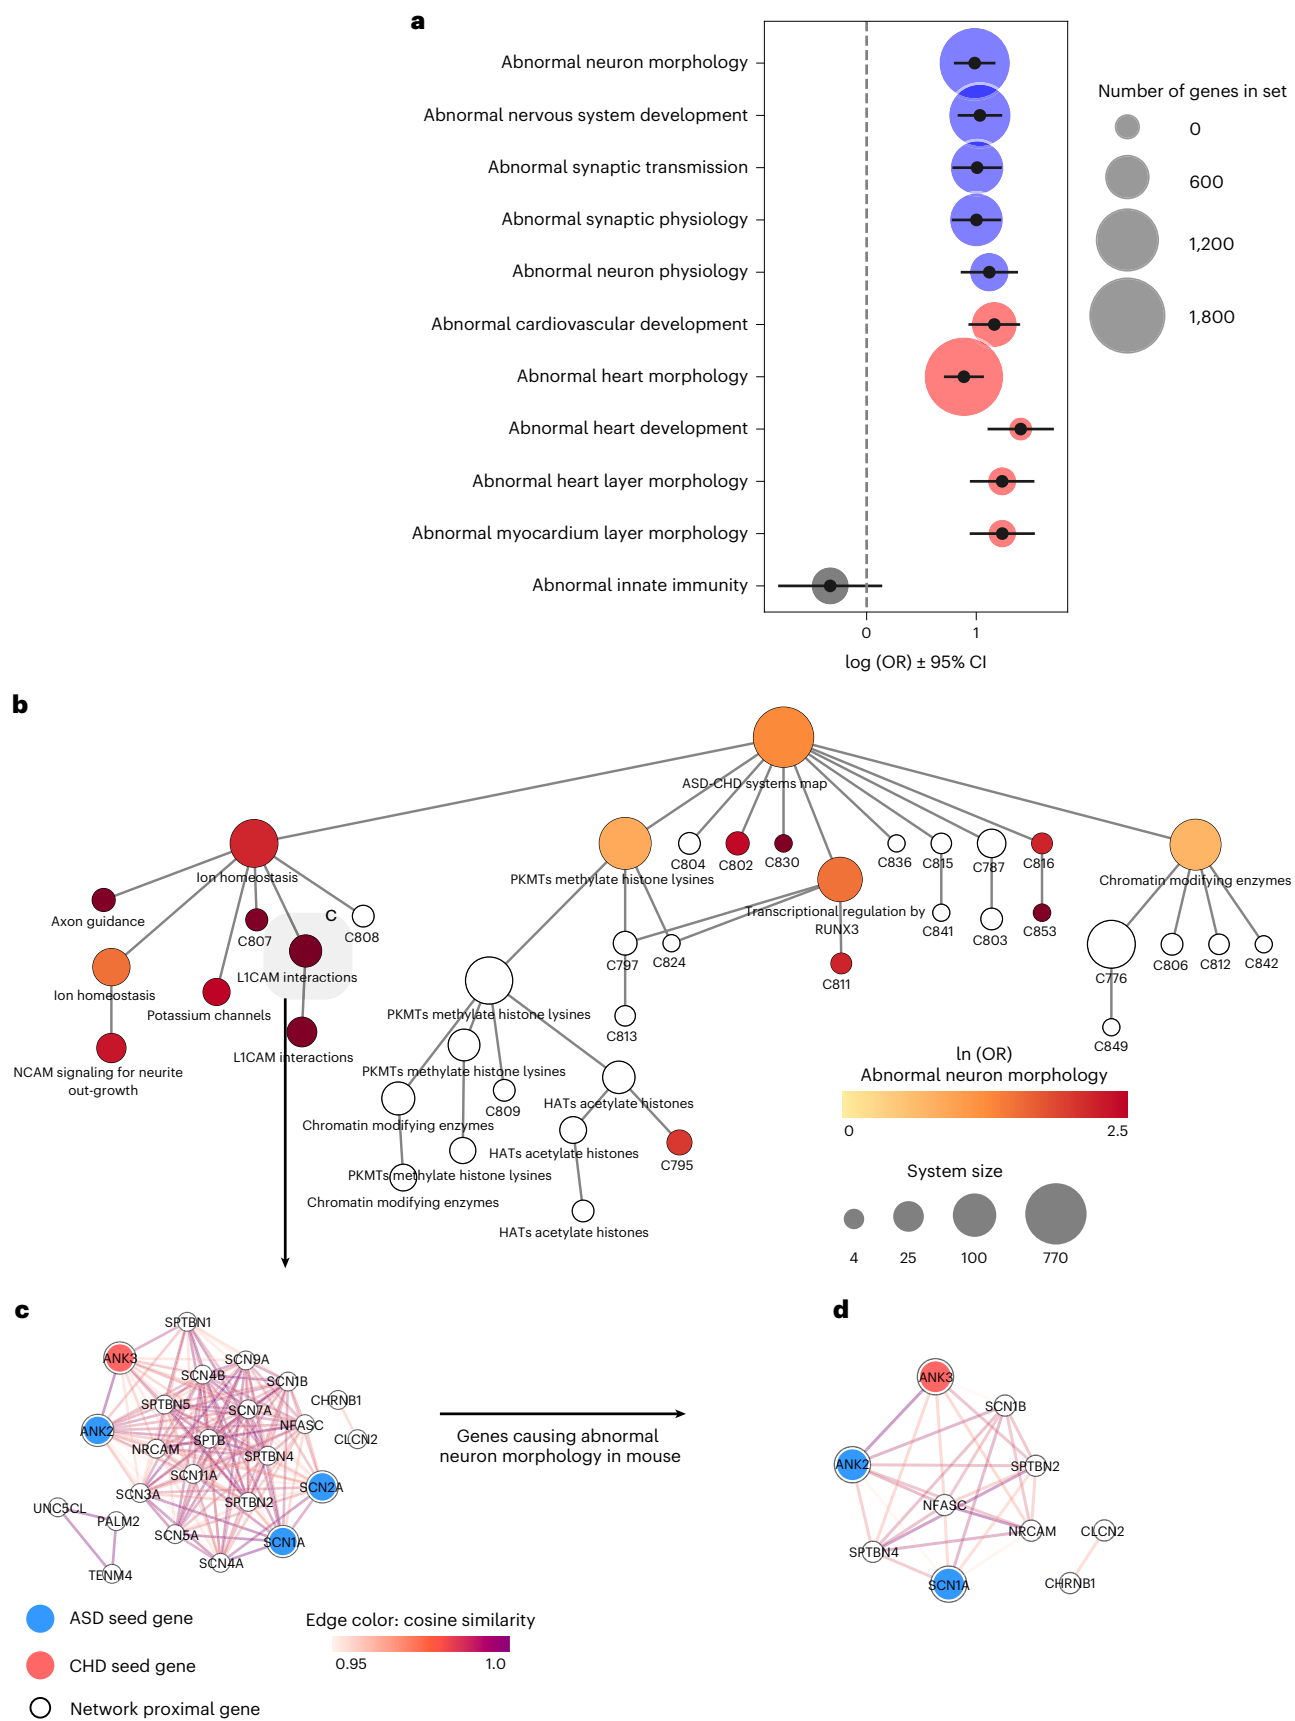 a
Abnormal neuron morphology
Abnormal nervous system development
Abnormal synaptic transmission
Abnormal synaptic physiology
Abnormal neuron physiology
Abnormal cardiovascular development
Abnormal heart morphology
Abnormal heart development
Abnormal heart layer morphology
Abnormal myocardium layer morphology
Abnormal innate immunity
0
1
log (OR) ± 95% CI
Number of genes in set
0
600
1,200
1,800
b
ASD-CHD systems map
Ion homeostasis
PKMTs methylate histone lysines
C804
C802
C830
C836
C815
C787
C816
Chromatin modifying enzymes
Axon guidance
C807
C
C808
L1CAM interactions
Transcriptional regulation by
RUNX3
C841
C803
C853
Ion homeostasis
Potassium channels
C797
C824
C811
C776
C806
C812
C842
NCAM signaling for neurite
out-growth
L1CAM interactions
PKMTs methylate histone lysines
C813
C849
PKMTs methylate histone lysines
C809
HATs acetylate histones
Chromatin modifying enzymes
HATs acetylate histones
C795
PKMTs methylate histone lysines
Chromatin modifying enzymes
HATs acetylate histones
ln (OR)
Abnormal neuron morphology
0
2.5
System size
4
25
100
770
c
SPTBN1
ANK3
SCN9A
SCN4B
SCN1B
CHRNB1
SPTBN5
SCN7A
NFASC
ANK2
SPTB
CLCN2
NRCAM
SPTBN4
SCN11A
SCN2A
SCN3A
SPTBN2
UNC5CL
PALM2
SCN5A
SCN1A
SCN4A
TENM4
ASD seed gene
CHD seed gene
Network proximal gene
Edge color: cosine similarity
0.95
1.0
Genes causing abnormal
neuron morphology in mouse
d
ANK3
SCN1B
ANK2
SPTBN2
NFASC
NRCAM
CLCN2
SPTBN4
SCN1A
CHRNB1